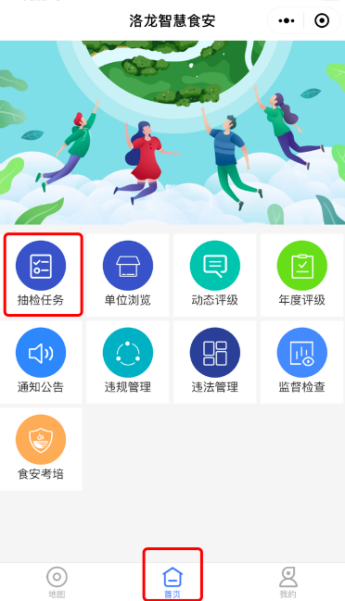 洛龙智慧食安
抽检任务
单位浏览
动态评级
年度评级
通知公告
违规管理
违法管理
监督检查
食安考培
地图
首页
我的